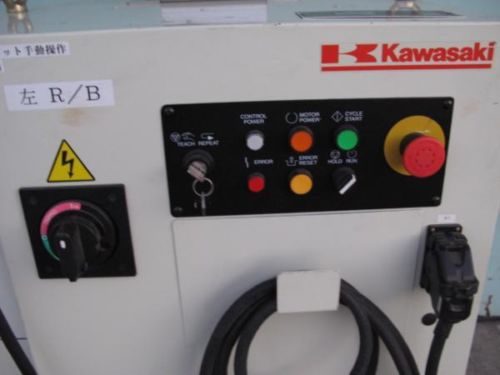 ット手動操作
左 R/B
Kawasaki
CONTROL POWER
MOTOR POWER
CYCLE START
TEACH REPEAT
ERROR
ERROR RESET
HOLD RUN